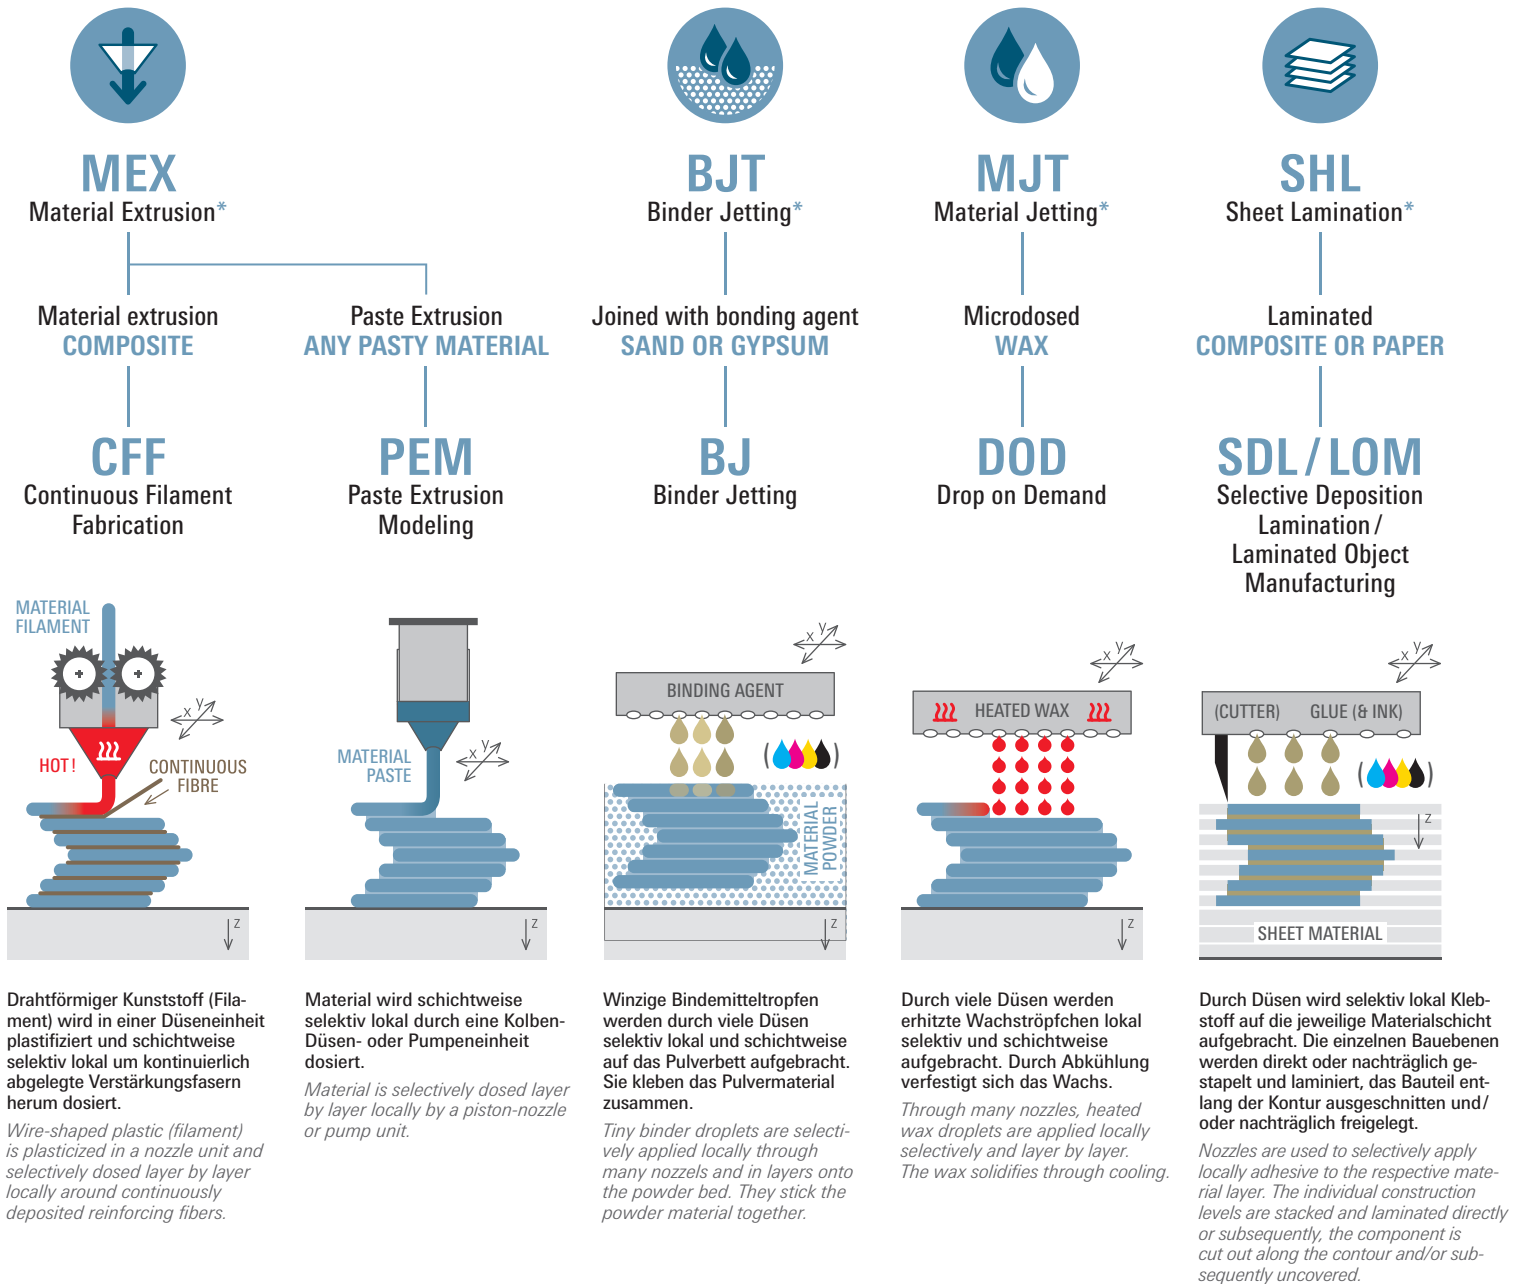 MEX
Material Extrusion*
BJT
Binder Jetting*
MJT
Material Jetting*
SHL
Sheet Lamination*
Material extrusion
COMPOSITE
Paste Extrusion
ANY PASTY MATERIAL
Joined with bonding agent
SAND OR GYPSUM
Microdosed
WAX
Laminated
COMPOSITE OR PAPER
CFF
Continuous Filament
Fabrication
PEM
Paste Extrusion
Modeling
BJ
Binder Jetting
DOD
Drop on Demand
SDL / LOM
Selective Deposition
Lamination /
Laminated Object
Manufacturing
MATERIAL
FILAMENT
x y
HOT!
CONTINUOUS
FIBRE
z
MATERIAL
PASTE
x y
z
x y
BINDING AGENT
MATERIAL
POWDER
z
x y
HEATED WAX
z
x y
(CUTTER) GLUE (& INK)
z
SHEET MATERIAL
Drahtförmiger Kunststoff (Fila-
ment) wird in einer Düseneinheit
plastifiziert und schichtweise
selektiv lokal um kontinuierlich
abgelegte Verstärkungsfasern
herum dosiert.
Wire-shaped plastic (filament)
is plasticized in a nozzle unit and
selectively dosed layer by layer
locally around continuously
deposited reinforcing fibers.
Material wird schichtweise
selektiv lokal durch eine Kolben-
Düsen- oder Pumpeneinheit
dosiert.
Material is selectively dosed layer
by layer locally by a piston-nozzle
or pump unit.
Winzige Bindemitteltropfen
werden durch viele Düsen
selektiv lokal und schichtweise
auf das Pulverbett aufgebracht.
Sie kleben das Pulvermaterial
zusammen.
Tiny binder droplets are selecti-
vely applied locally through
many nozzels and in layers onto
the powder bed. They stick the
powder material together.
Durch viele Düsen werden
erhitzte Wachströpfchen lokal
selektiv und schichtweise
aufgebracht. Durch Abkühlung
verfestigt sich das Wachs.
Through many nozzles, heated
wax droplets are applied locally
selectively and layer by layer.
The wax solidifies through cooling.
Durch Düsen wird selektiv lokal Kleb-
stoff auf die jeweilige Materialschicht
aufgebracht. Die einzelnen Bauebenen
werden direkt oder nachträglich ge-
stapelt und laminiert, das Bauteil ent-
lang der Kontur ausgeschnitten und/
oder nachträglich freigelegt.
Nozzles are used to selectively apply
locally adhesive to the respective mate-
rial layer. The individual construction
levels are stacked and laminated directly
or subsequently, the component is
cut out along the contour and/or sub-
sequently uncovered.